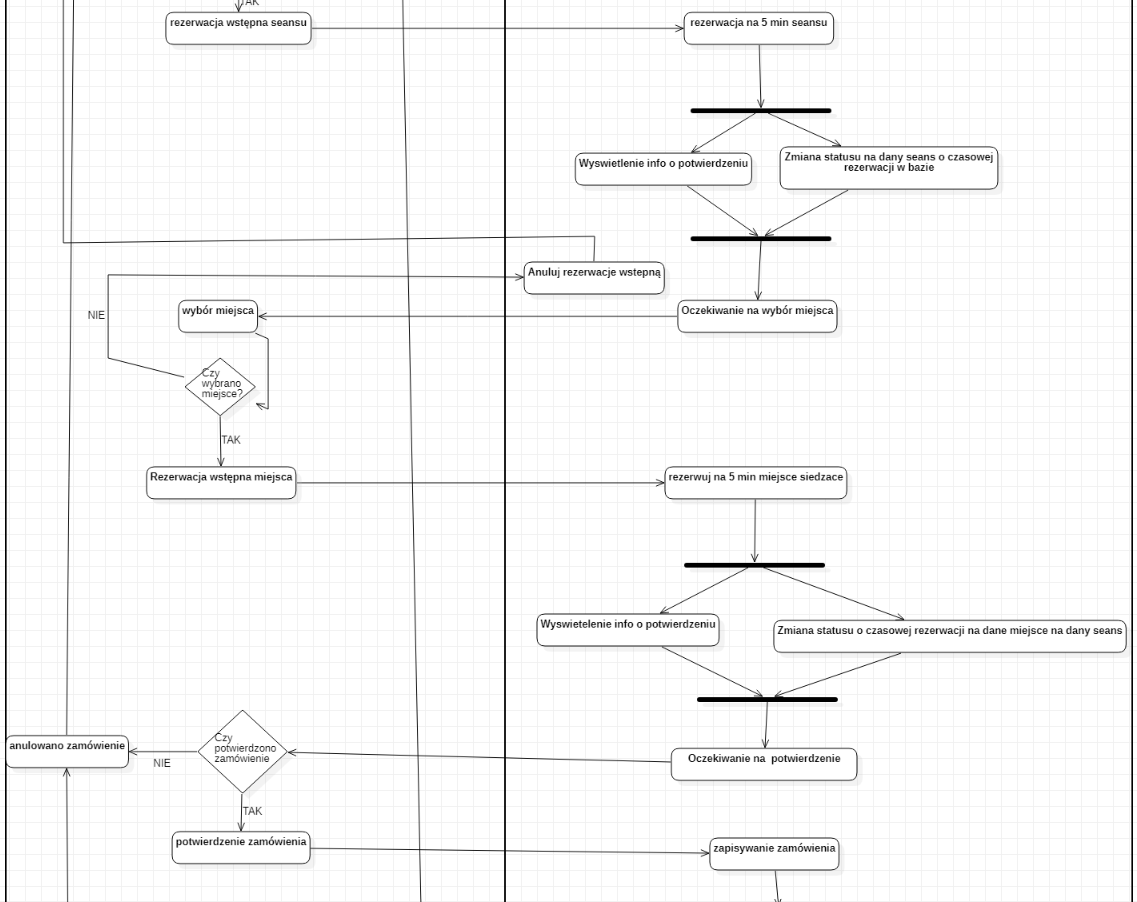 TAK
rezerwacja wstępna seansu
rezerwacja na 5 min seansu
Wyswietlenie info o potwierdzeniu
Zmiana statusu na dany seans o czasowej
rezerwacji w bazie
Anuluj rezerwacje wstepną
NIE
wybór miejsca
Oczekiwanie na wybór miejsca
Czy
wybrano
miejsce?
TAK
Rezerwacja wstępna miejsca
rezerwuj na 5 min miejsce siedzace
Wyswietelenie info o potwierdzeniu
Zmiana statusu o czasowej rezerwacji na dane miejsce na dany seans
anulowano zamówienie
NIE
Czy
potwierdzono
zamówienie
Oczekiwanie na  potwierdzenie
TAK
potwierdzenie zamówienia
zapisywanie zamówienia